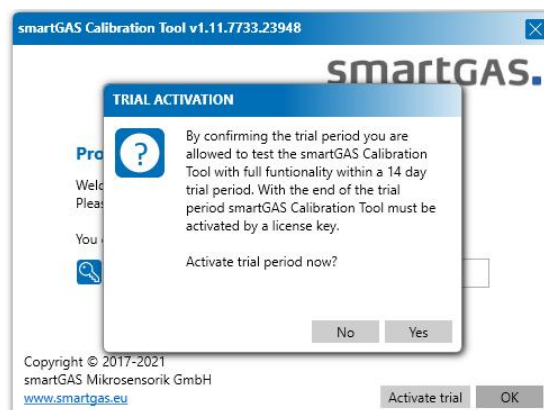 smartGAS Calibration Tool v1.11.7733.23948
smartGAS.
TRIAL ACTIVATION
By confirming the trial period you are
allowed to test the smartGAS Calibration
Tool with full funtionality within a 14 day
trial period. With the end of the trial
period smartGAS Calibration Tool must be
activated by a license key.
Activate trial period now?
No Yes
Pro
Welc
Pleas
You
Copyright © 2017-2021
smartGAS Mikrosensorik GmbH
www.smartgas.eu
Activate trial OK